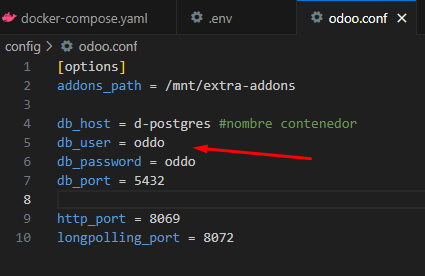 docker-compose.yaml
.env
odoo.conf
config > odoo.conf
1 [options]
2 addons_path = /mnt/extra-addons
3
4 db_host = d-postgres #nombre contenedor
5 db_user = oddo
6 db_password = oddo
7 db_port = 5432
8
9 http_port = 8069
10 longpolling_port = 8072